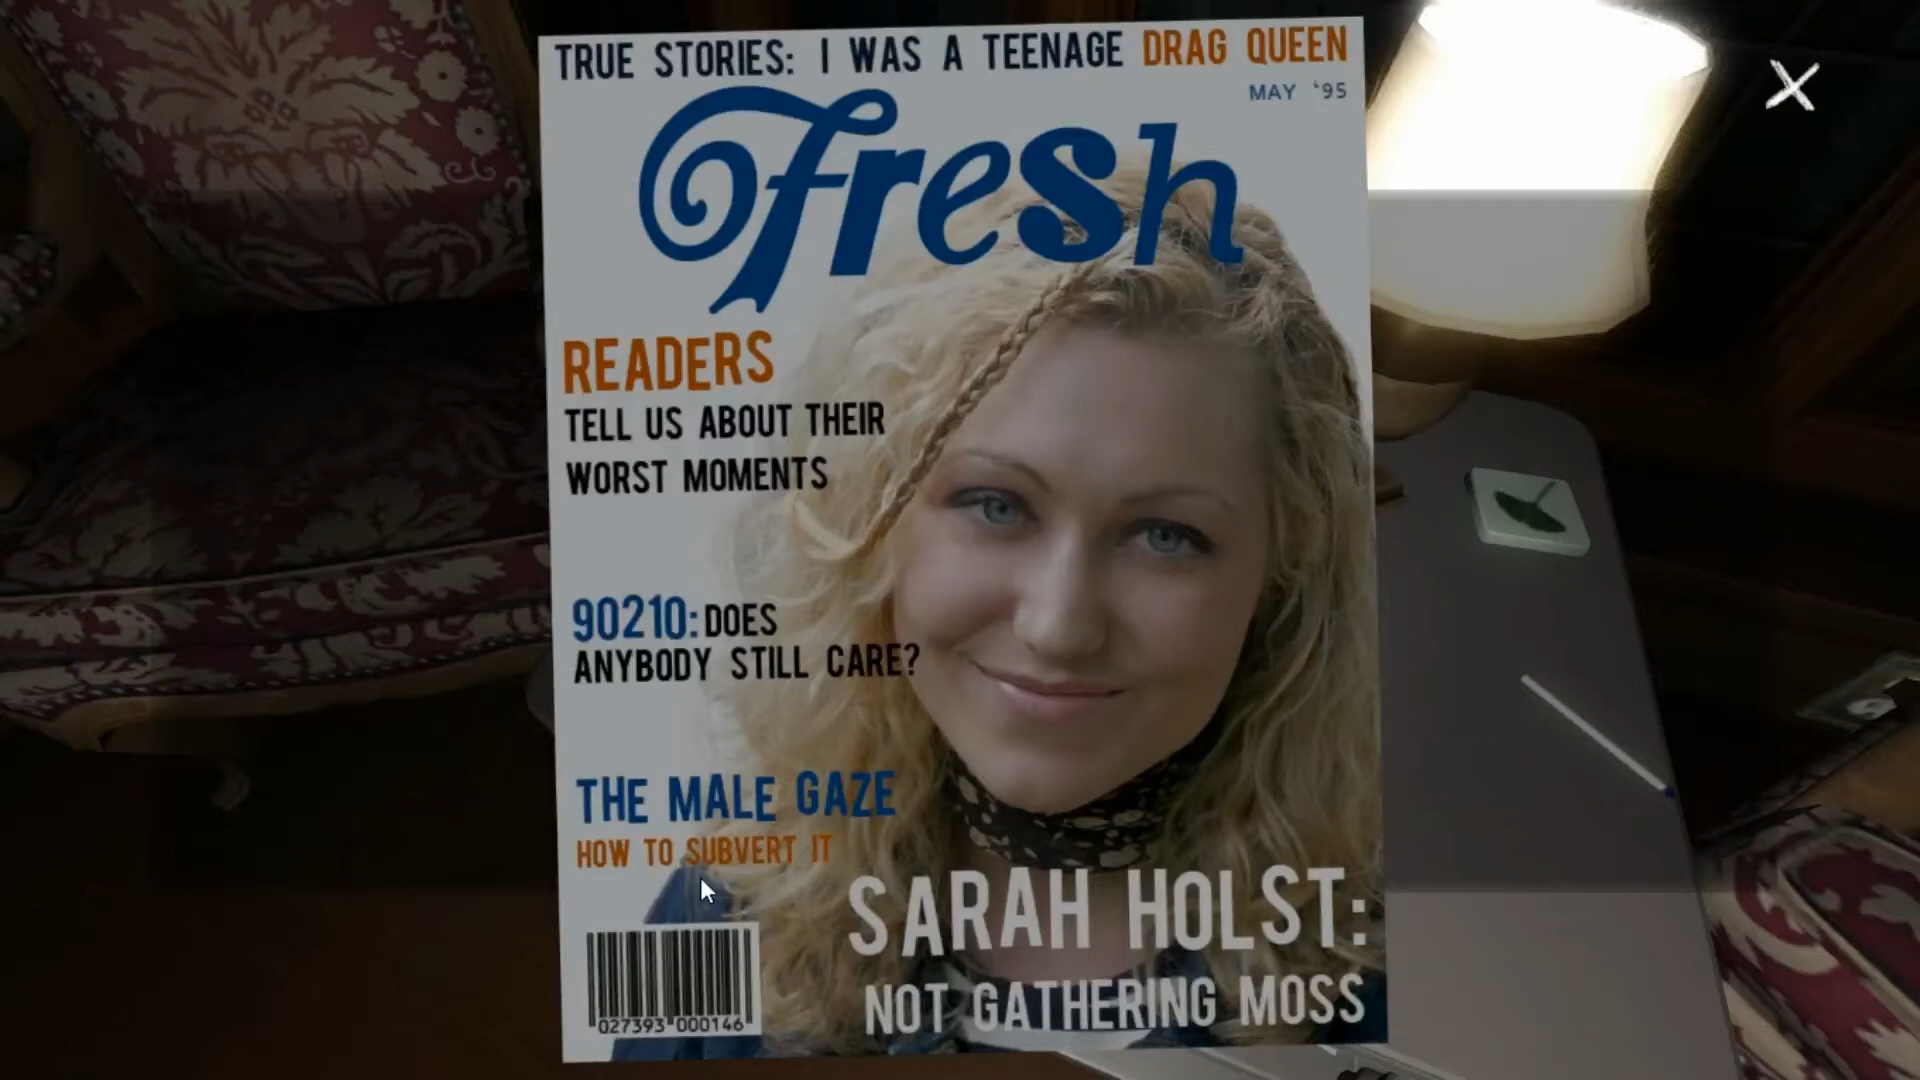 TRUE STORIES: I WAS A TEENAGE DRAG QUEEN
MAY '95
Fresh
READERS
TELL US ABOUT THEIR
WORST MOMENTS
90210: DOES
ANYBODY STILL CARE?
THE MALE GAZE
HOW TO SUBVERT IT
SARAH HOLST:
NOT GATHERING MOSS
027393 000146